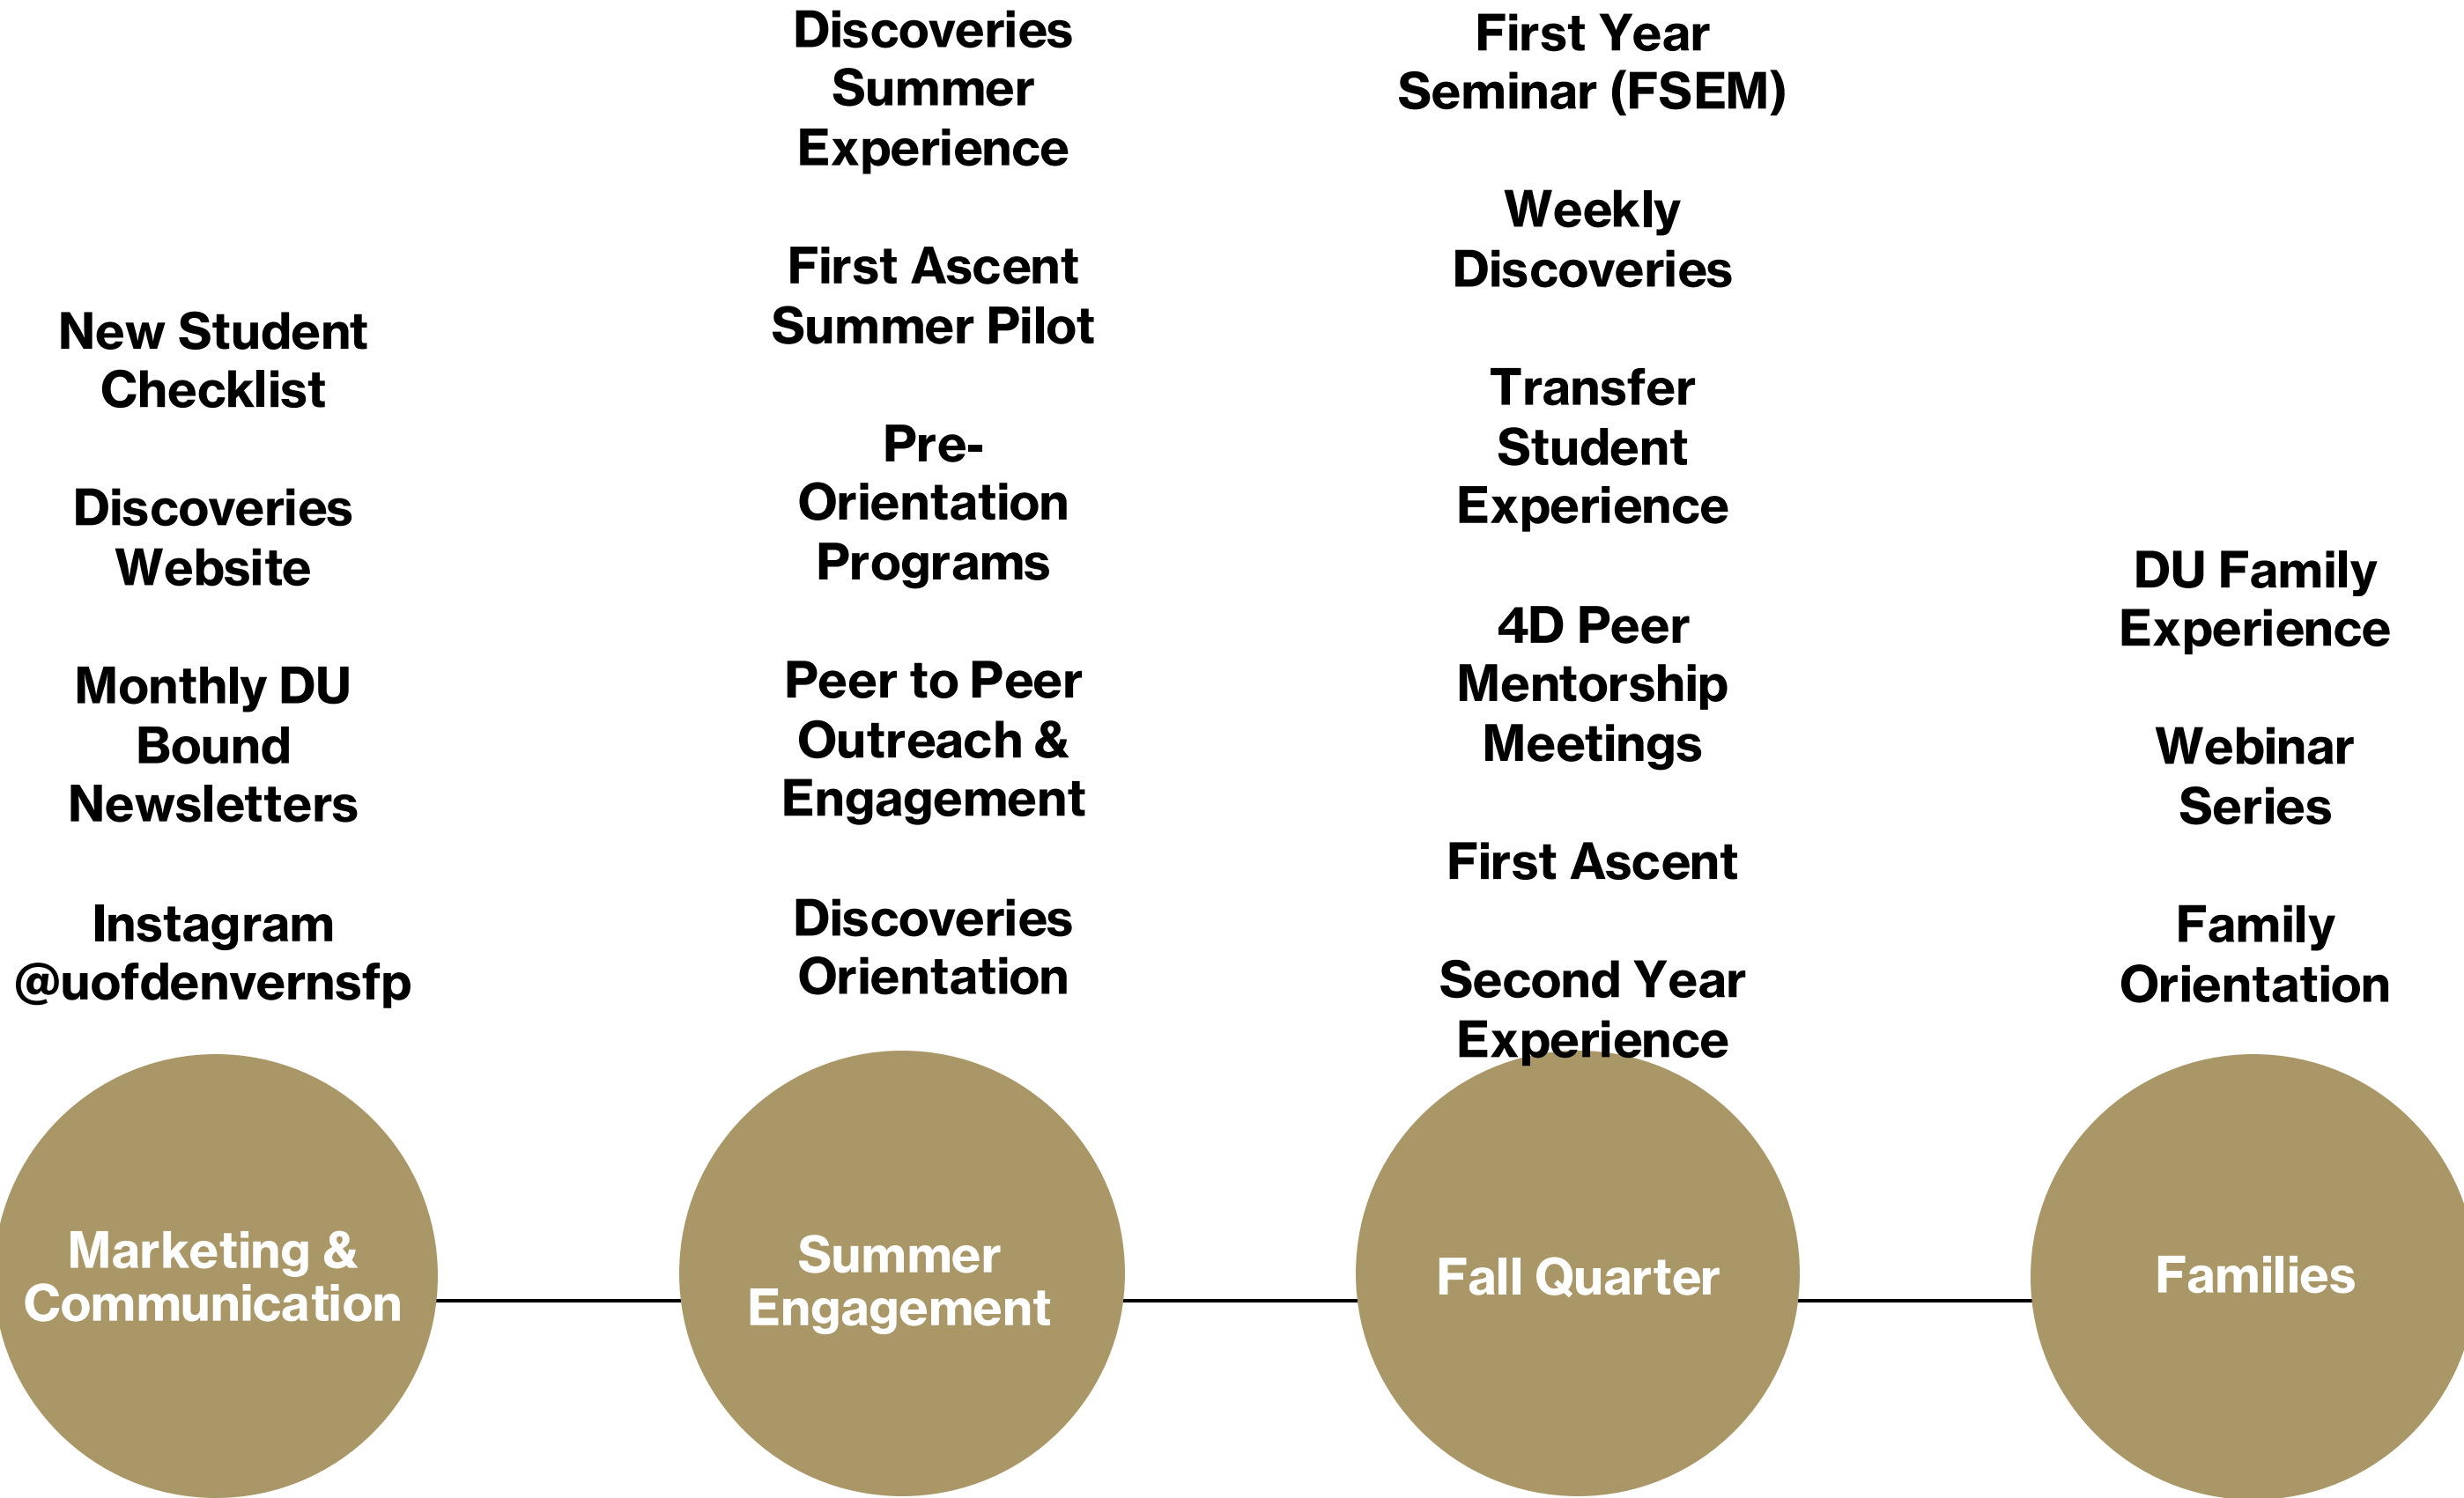 New Student
Checklist
Discoveries
Website
Monthly DU
Bound
Newsletters
Instagram
@uofdenvernsfp
Marketing &
Communication
Discoveries
Summer
Experience
First Ascent
Summer Pilot
Pre-
Orientation
Programs
Peer to Peer
Outreach &
Engagement
Discoveries
Orientation
Summer
Engagement
First Year
Seminar (FSEM)
Weekly
Discoveries
Transfer
Student
Experience
4D Peer
Mentorship
Meetings
First Ascent
Second Year
Experience
Fall Quarter
DU Family
Experience
Webinar
Series
Family
Orientation
Families